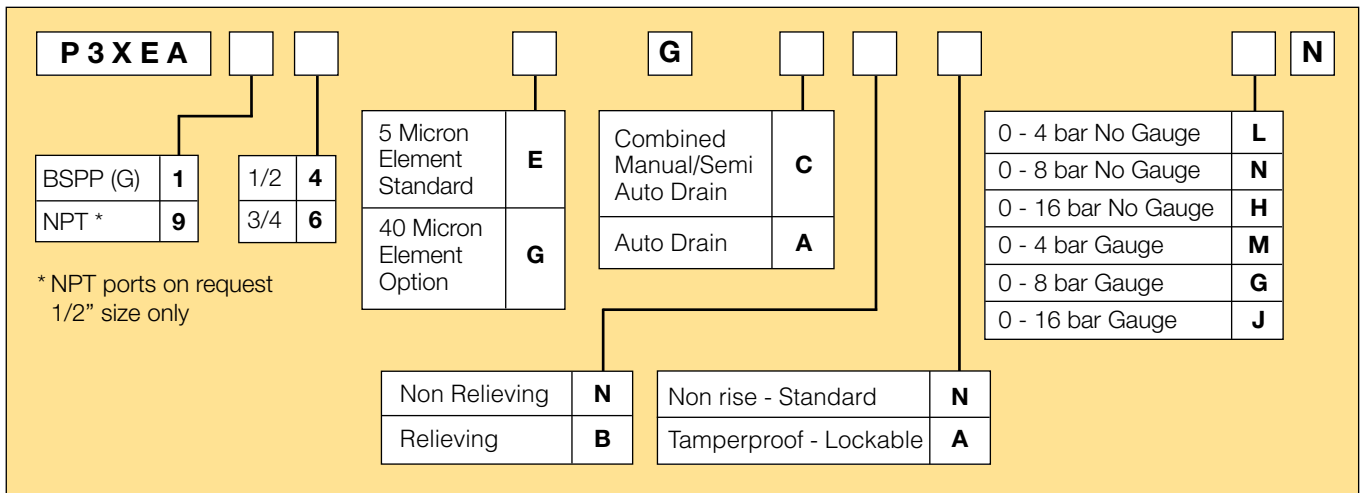 P3XEA G N
BSPP (G) 1
NPT * 9
1/2 4
3/4 6
* NPT ports on request
1/2” size only
5 Micron
Element
Standard
E
40 Micron
Element
Option
G
Combined
Manual/Semi
Auto Drain
C
Auto Drain A
0 - 4 bar No Gauge L
0 - 8 bar No Gauge N
0 - 16 bar No Gauge H
0 - 4 bar Gauge M
0 - 8 bar Gauge G
0 - 16 bar Gauge J
Non Relieving N
Relieving B
Non rise - Standard N
Tamperproof - Lockable A